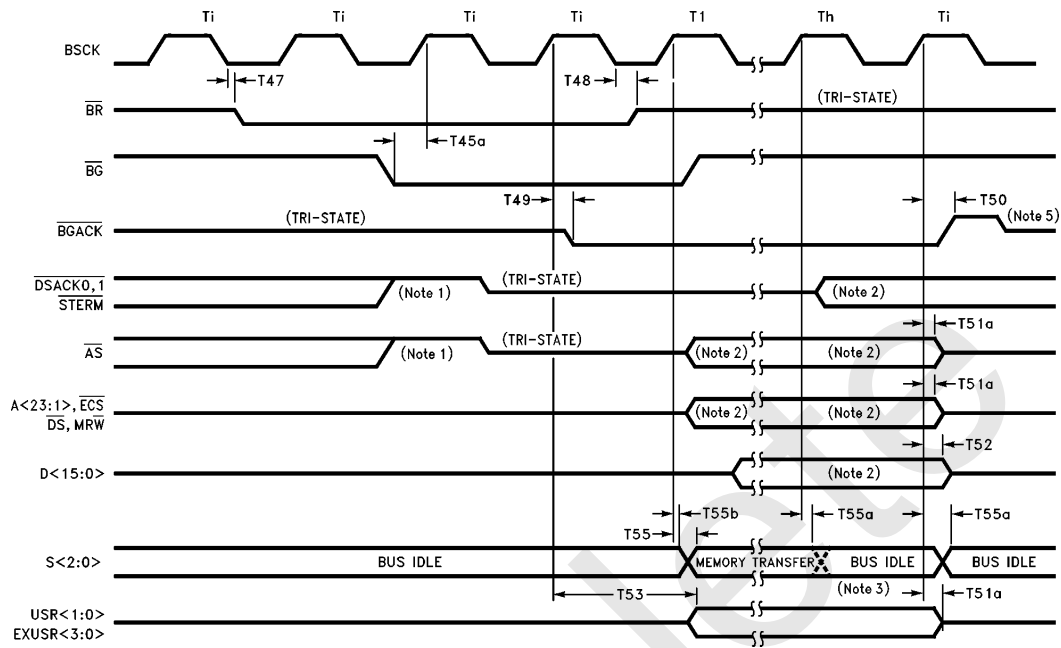 Ti Ti Ti Ti T1 Th Ti
BSCK
T47 T48
BR (TRI-STATE)
T45a
BG
T49 T50
BGACK (TRI-STATE) (Note 5)
DSACK0,1 (Note 1) (TRI-STATE) (Note 2)
STERM
T51a
AS (Note 1) (TRI-STATE) (Note 2) (Note 2)
T51a
A<23:1>, ECS (Note 2) (Note 2)
DS, MRW
T52
D<15:0> (Note 2)
T55b T55a T55a
T55
S<2:0> BUS IDLE MEMORY TRANSFER BUS IDLE BUS IDLE
(Note 3)
T53 T51a
USR<1:0>
EXUSR<3:0>
lete